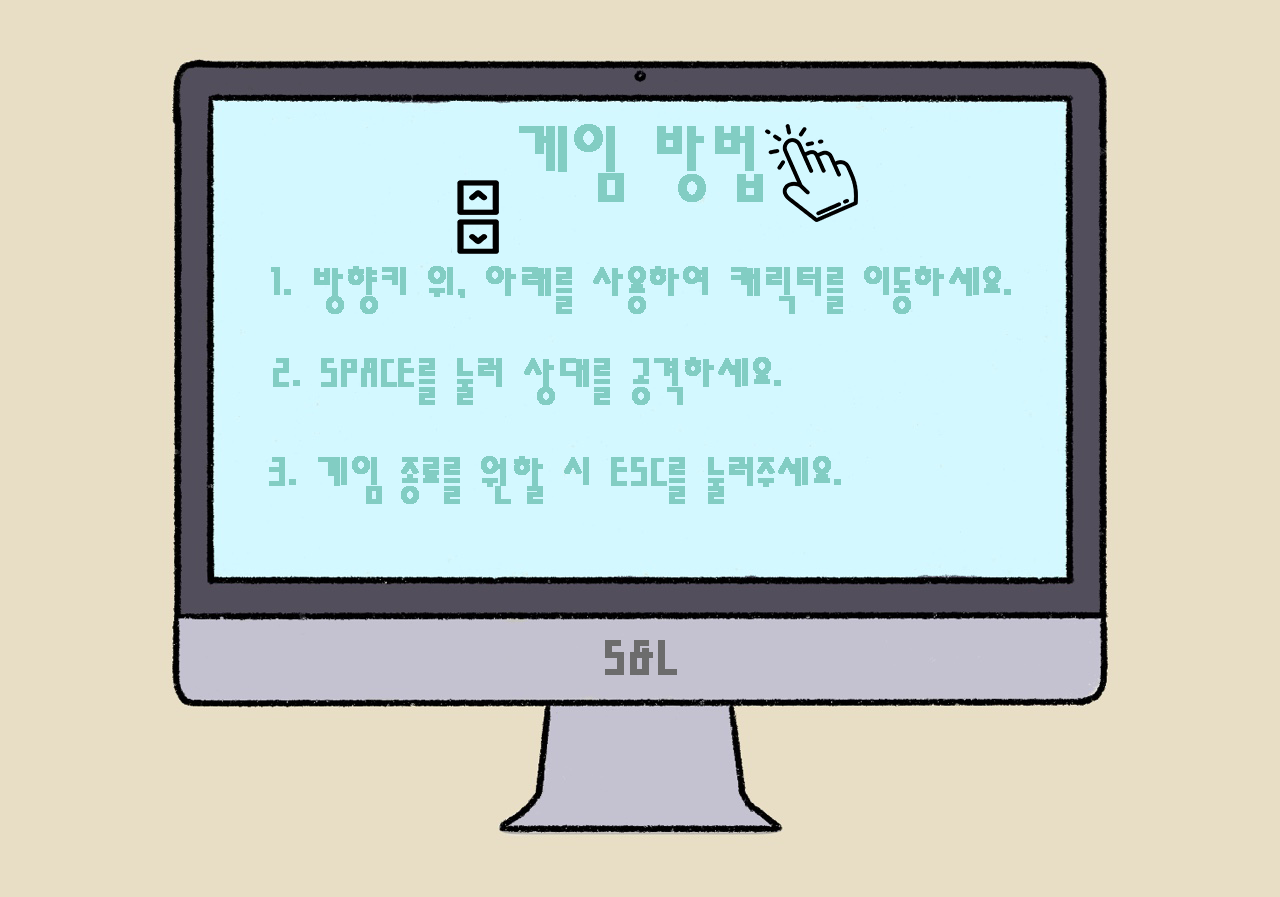 게임 방법
1. 방향키 위, 아래를 사용하여 캐릭터를 이동하세요.
2. SPACE를 눌러 상대를 공격하세요.
3. 게임 종료를 원할 시 ESC를 눌러주세요.
S&L